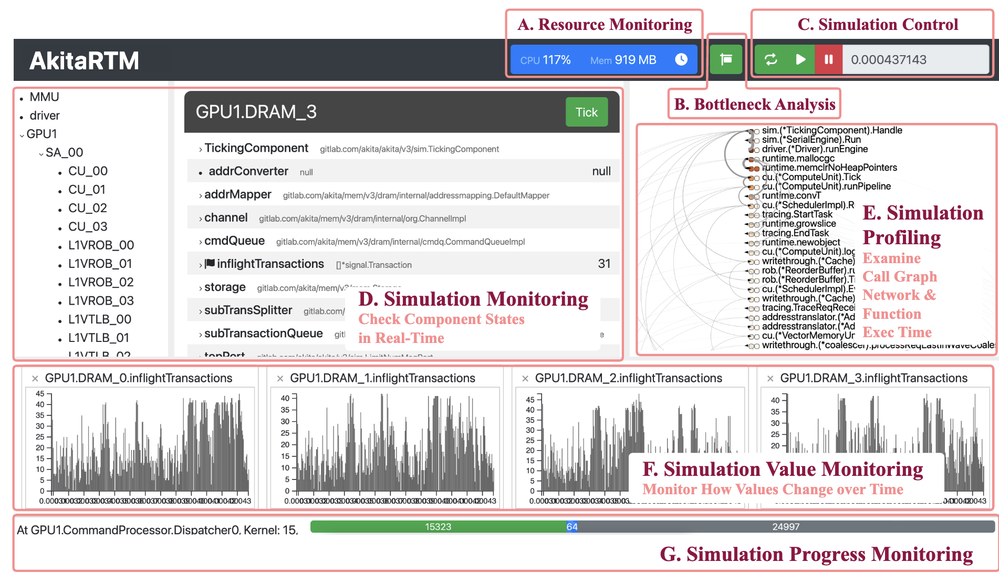 A. Resource Monitoring
C. Simulation Control
AkitaRTM
CPU 117% Mem 919 MB
0.000437143
B. Bottleneck Analysis
MMU
driver
GPU1
SA_00
CU_00
CU_01
CU_02
CU_03
L1VROB_00
L1VROB_01
L1VROB_02
L1VROB_03
L1VTLB_00
L1VTLB_01
L1VTLB_02
GPU1.DRAM_3
Tick
TickingComponent gitlab.com/akita/akita/v3/sim.TickingComponent
addrConverter null null
addrMapper gitlab.com/akita/mem/v3/dram/internal/addressmapping.DefaultMapper
channel gitlab.com/akita/mem/v3/dram/internal/org.ChannelImpl
cmdQueue gitlab.com/akita/mem/v3/dram/internal/cmdq.CommandQueueImpl
inflightTransactions []*signal.Transaction 31
storage gitlab.com/akita/mem/v3/mem.Storage
subTransSplitter gitlab.com/
subTransactionQueue gitl e
topPort gitlab.com/akita/akita/v3/sim.LimitNumMsgPort
D. Simulation Monitoring
Check Component States
in Real-Time
sim.(*TickingComponent).Handle
sim.(*SerialEngine).Run
driver.(*Driver).runEngine
runtime.mallocgc
runtime.memclrNoHeapPointers
cu.(*ComputeUnit).Tick
cu.(*ComputeUnit).runPipeline
runtime.convT
cu.(*SchedulerImpl).R
tracing.StartTask
runtime.growslice
tracing.EndTask
runtime.newobject
cu.(*ComputeUnit).log
writethrough.(*Cache)
rob.(*ReorderBuffer).ru
rob.(*ReorderBuffer).Ti
cu.(*SchedulerImpl).Ev
writethrough.(*Cache)
tracing.TraceReqRecei
addresstranslator.(*Ad
addresstranslator.(*Ad
cu.(*VectorMemoryUn
writethrough.(*coalescer).processReqLastInWaveCoales
E. Simulation
Profiling
Examine
Call Graph
Network &
Function
Exec Time
GPU1.DRAM_0.inflightTransactions
45
40
35
30
25
20
15
10
5
0
GPU1.DRAM_1.inflightTransactions
40
35
30
25
20
15
10
5
0
GPU1.DRAM_2.inflightTransactions
45
40
35
30
25
20
15
10
5
0
GPU1.DRAM_3.inflightTransactions
40
35
30
25
20
F. Simulation Value Monitoring
Monitor How Values Change over Time
At GPU1.CommandProcessor.Dispatcher0, Kernel: 15,
15323 64 24997
G. Simulation Progress Monitoring